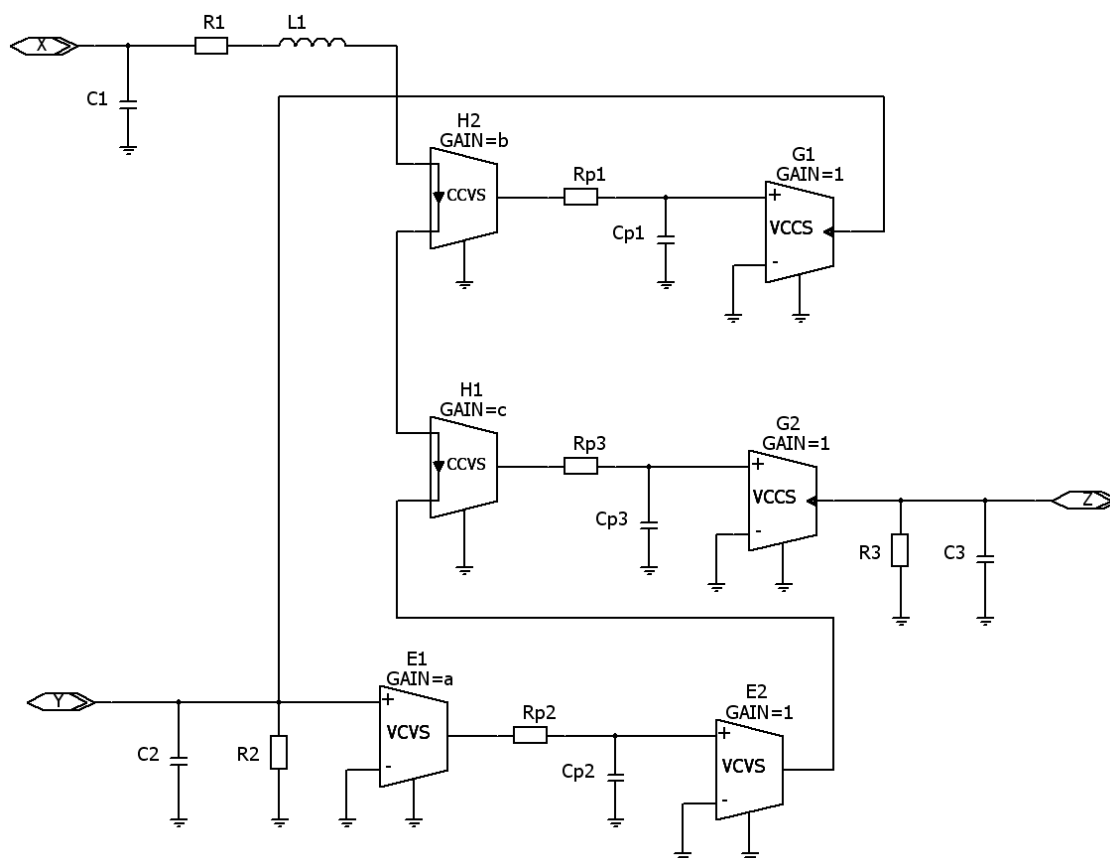 R1
L1
X
C1
H2
GAIN=b
CCVS
Rp1
Cp1
G1
GAIN=1
+
VCCS
-
H1
GAIN=c
CCVS
Rp3
Cp3
G2
GAIN=1
+
VCCS
-
Z
R3
C3
Y
C2
R2
E1
GAIN=a
+
VCVS
-
Rp2
Cp2
E2
GAIN=1
+
VCVS
-